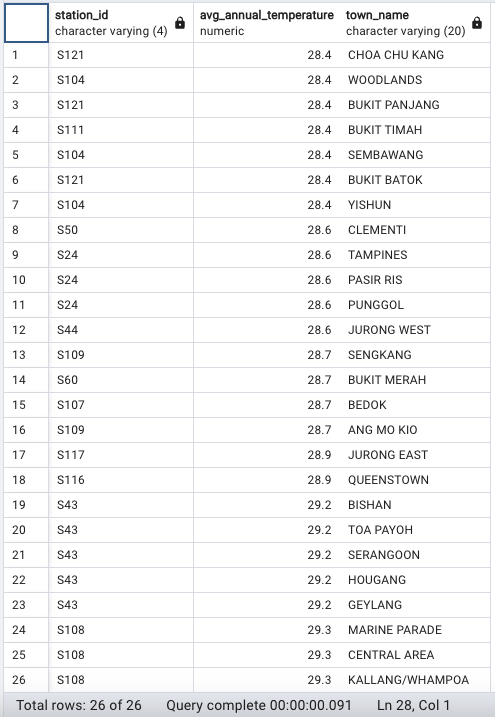 station_id avg_annual_temperature town_name
character varying (4) numeric character varying (20)
1 S121 28.4 CHOA CHU KANG
2 S104 28.4 WOODLANDS
3 S121 28.4 BUKIT PANJANG
4 S111 28.4 BUKIT TIMAH
5 S104 28.4 SEMBAWANG
6 S121 28.4 BUKIT BATOK
7 S104 28.4 YISHUN
8 S50 28.6 CLEMENTI
9 S24 28.6 TAMPINES
10 S24 28.6 PASIR RIS
11 S24 28.6 PUNGGOL
12 S44 28.6 JURONG WEST
13 S109 28.7 SENGKANG
14 S60 28.7 BUKIT MERAH
15 S107 28.7 BEDOK
16 S109 28.7 ANG MO KIO
17 S117 28.9 JURONG EAST
18 S116 28.9 QUEENSTOWN
19 S43 29.2 BISHAN
20 S43 29.2 TOA PAYOH
21 S43 29.2 SERANGOON
22 S43 29.2 HOUGANG
23 S43 29.2 GEYLANG
24 S108 29.3 MARINE PARADE
25 S108 29.3 CENTRAL AREA
26 S108 29.3 KALLANG/WHAMPOA
Total rows: 26 of 26 Query complete 00:00:00.091 Ln 28, Col 1